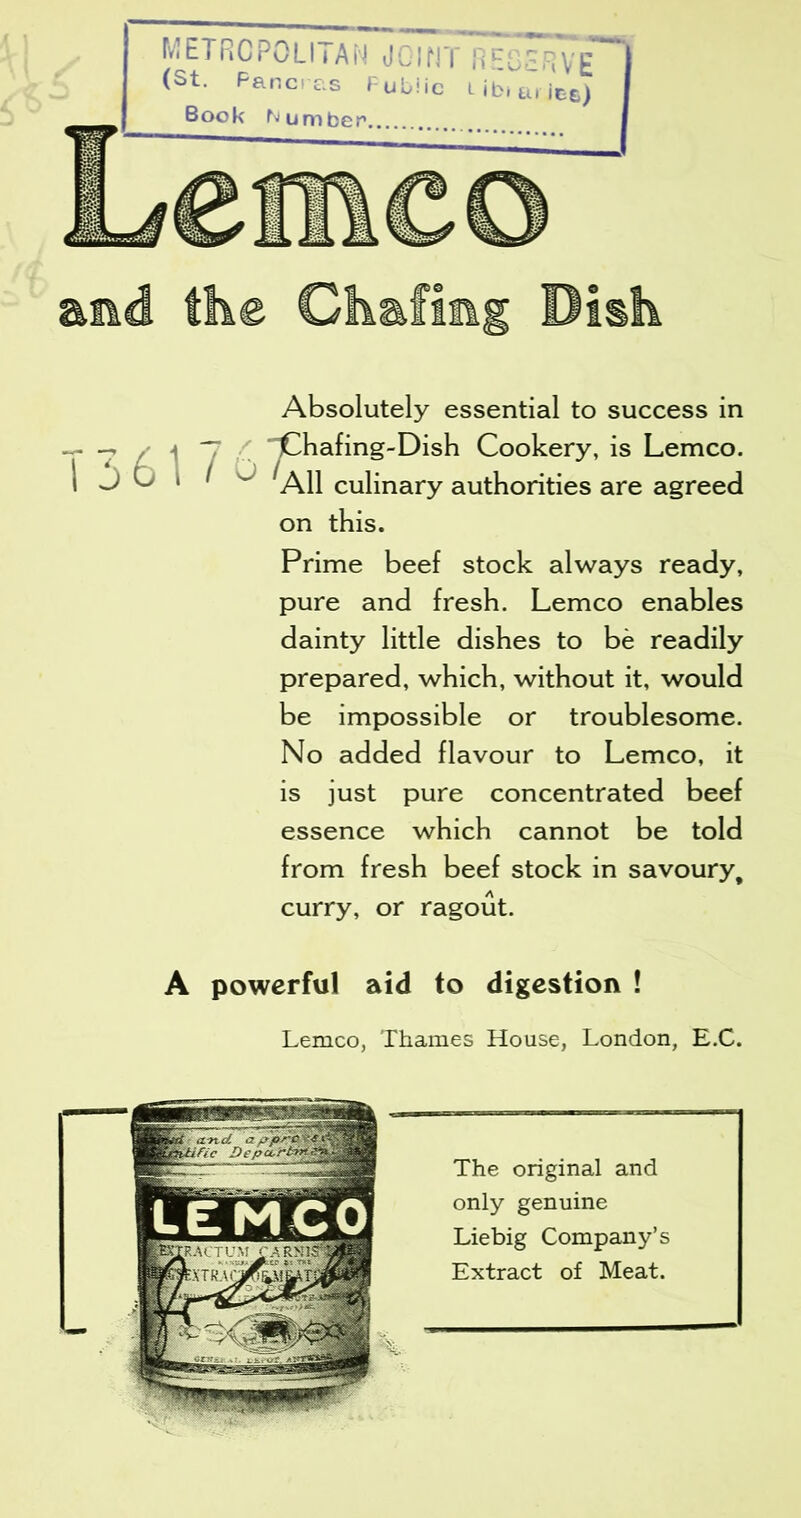 METROPOLITAN JOINT RESERVE
(St. Pancras Public Libraries)
Book Number
Lemco
and the Chafing Dish
Absolutely essential to success in
Chafing-Dish Cookery, is Lemco.
All culinary authorities are agreed
on this.
Prime beef stock always ready,
pure and fresh. Lemco enables
dainty little dishes to be readily
prepared, which, without it, would
be impossible or troublesome.
No added flavour to Lemco, it
is just pure concentrated beef
essence which cannot be told
from fresh beef stock in savoury,
curry, or ragoût.
A powerful aid to digestion !
Lemco, Thames House, London, E.C.
and
Scientific Department
LEMCO
EXTRACTUM CARNIS
The original and
only genuine
Liebig Company's
Extract of Meat.